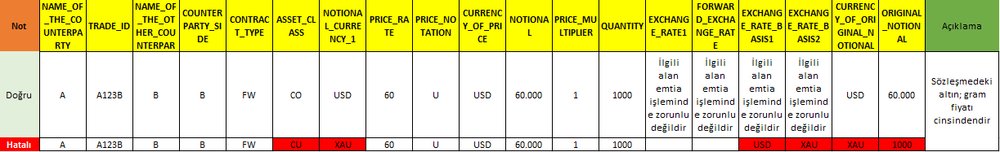 Not NAME_OF_THE_COUNTERPARTY TRADE_ID NAME_OF_THE_OTHER_COUNTERPAR COUNTERPARTY_SIDE CONTRACT_TYPE ASSET_CLASS NOTIONAL_CURRENCY_1 PRICE_RATE PRICE_NOTATION CURRENCY_OF_PRICE NOTIONAL PRICE_MULTIPLIER QUANTITY EXCHANGE_RATE1 FORWARD_EXCHANGE_RATE EXCHANGE_RATE_BASIS1 EXCHANGE_RATE_BASIS2 CURRENCY_OF_ORIGINAL_NOTIONAL ORIGINAL_NOTIONAL Açıklama
Doğru A A123B B B FW CO USD 60 U USD 60.000 1 1000 İlgili alan emtia işleminde zorunlu değildir İlgili alan emtia işleminde zorunlu değildir İlgili alan emtia işleminde zorunlu değildir İlgili alan emtia işleminde zorunlu değildir USD 60.000 Sözleşmedeki altın; gram fiyatı cinsindendir
Hatalı A A123B B B FW CU XAU 60 U USD 60.000 1 1000 USD XAU XAU 1000